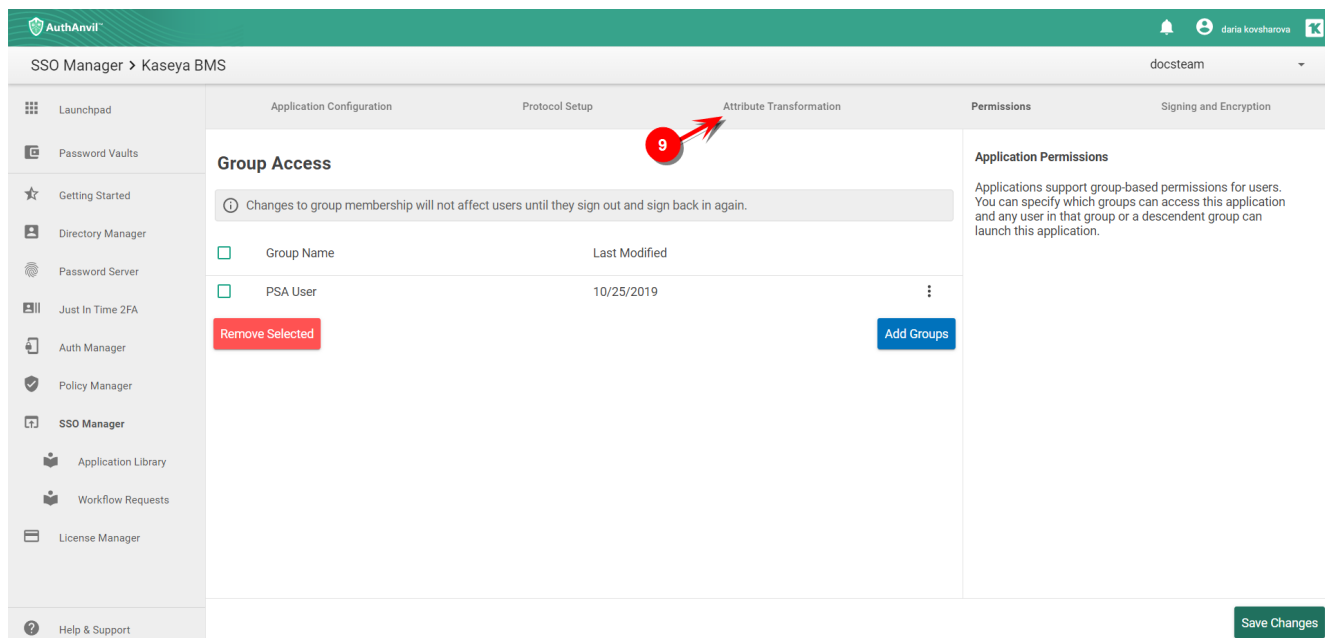 AuthAnvil™
daria kovsharova
SSO Manager > Kaseya BMS
docsteam
Launchpad
Password Vaults
Getting Started
Directory Manager
Password Server
Just In Time 2FA
Auth Manager
Policy Manager
SSO Manager
Application Library
Workflow Requests
License Manager
Help & Support
Application Configuration
Protocol Setup
Attribute Transformation
Permissions
Signing and Encryption
9
Group Access
Changes to group membership will not affect users until they sign out and sign back in again.
Group Name Last Modified
PSA User 10/25/2019
Remove Selected
Add Groups
Application Permissions
Applications support group-based permissions for users.
You can specify which groups can access this application
and any user in that group or a descendent group can
launch this application.
Save Changes